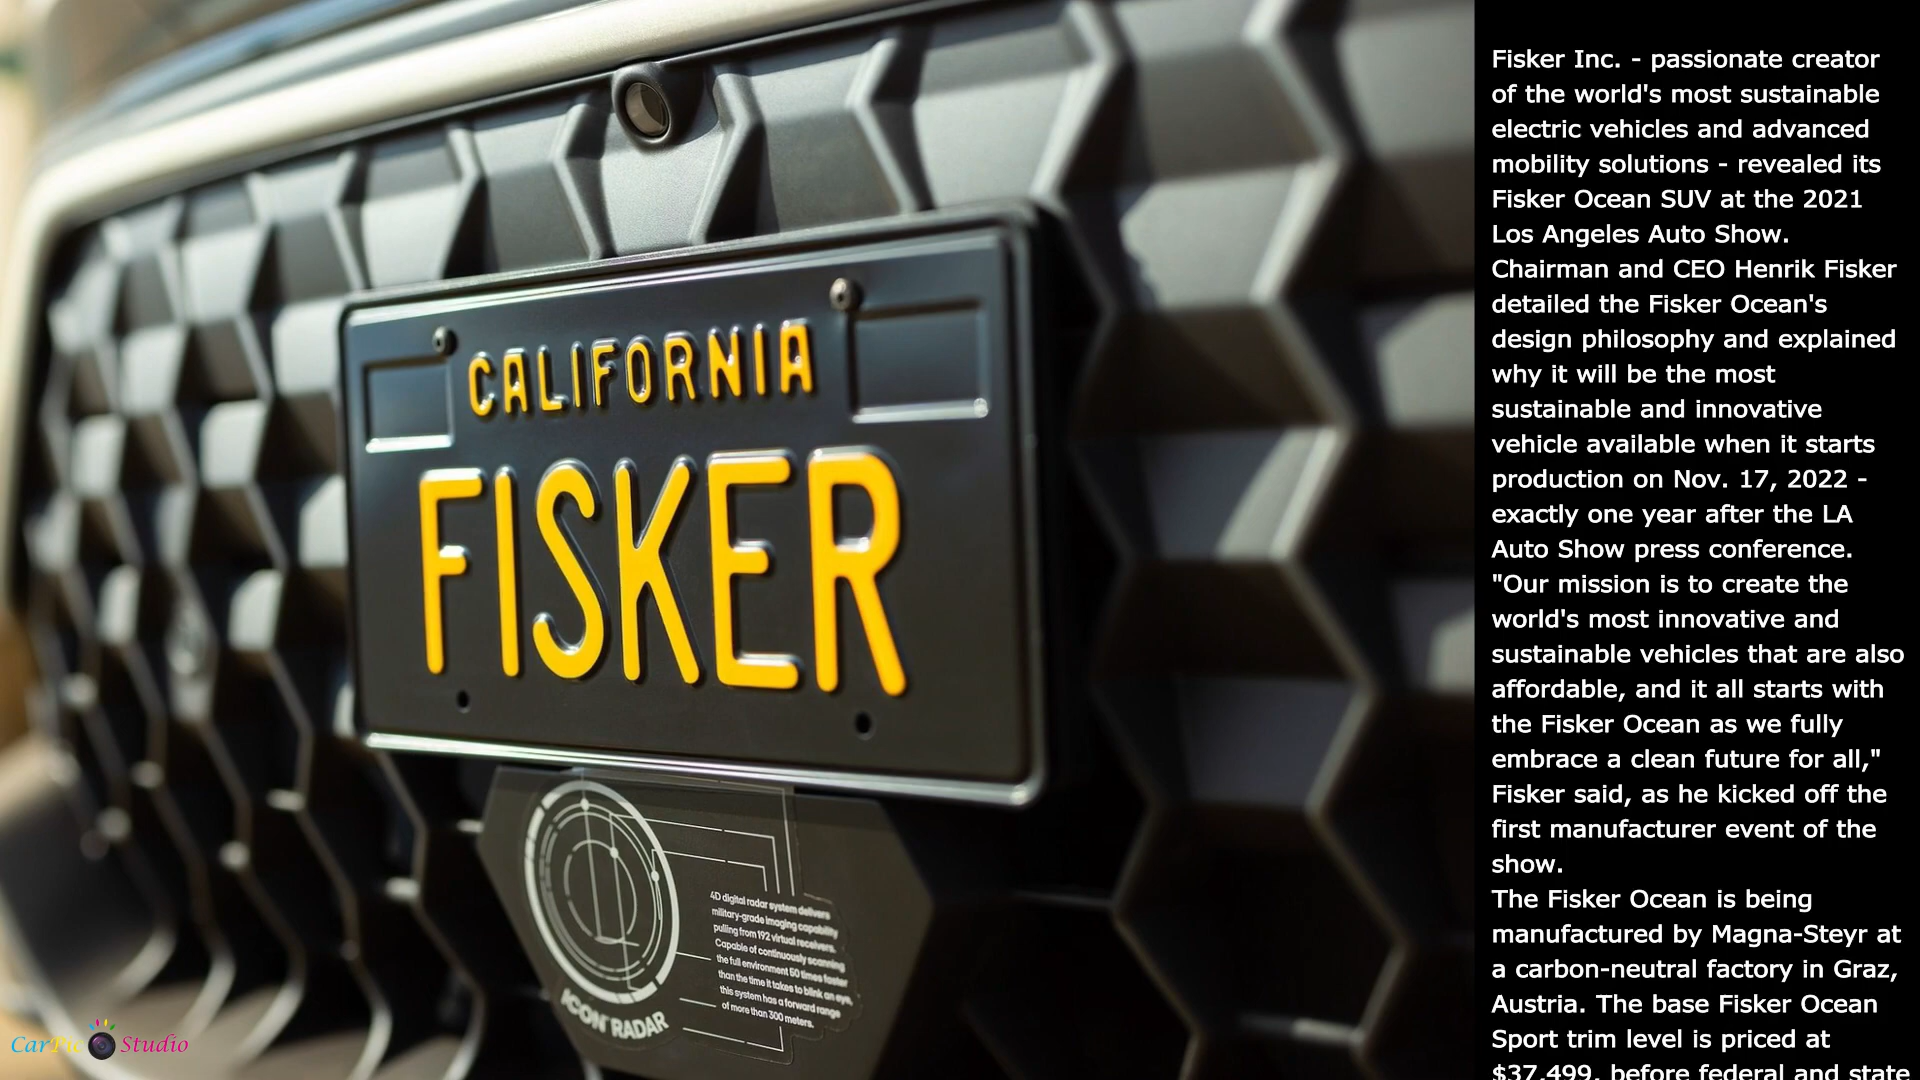 CALIFORNIA
FISKER
4D digital radar system delivers
military-grade imaging capability
pulling from 192 virtual receivers.
Capable of continuously scanning
the full environment 50 times faster
than the time it takes to blink an eye,
this system has a forward range
of more than 300 meters.
ICON RADAR
CarPic Studio
Fisker Inc. - passionate creator
of the world's most sustainable
electric vehicles and advanced
mobility solutions - revealed its
Fisker Ocean SUV at the 2021
Los Angeles Auto Show.
Chairman and CEO Henrik Fisker
detailed the Fisker Ocean's
design philosophy and explained
why it will be the most
sustainable and innovative
vehicle available when it starts
production on Nov. 17, 2022 -
exactly one year after the LA
Auto Show press conference.
"Our mission is to create the
world's most innovative and
sustainable vehicles that are also
affordable, and it all starts with
the Fisker Ocean as we fully
embrace a clean future for all,"
Fisker said, as he kicked off the
first manufacturer event of the
show.
The Fisker Ocean is being
manufactured by Magna-Steyr at
a carbon-neutral factory in Graz,
Austria. The base Fisker Ocean
Sport trim level is priced at
$37,499, before federal and state